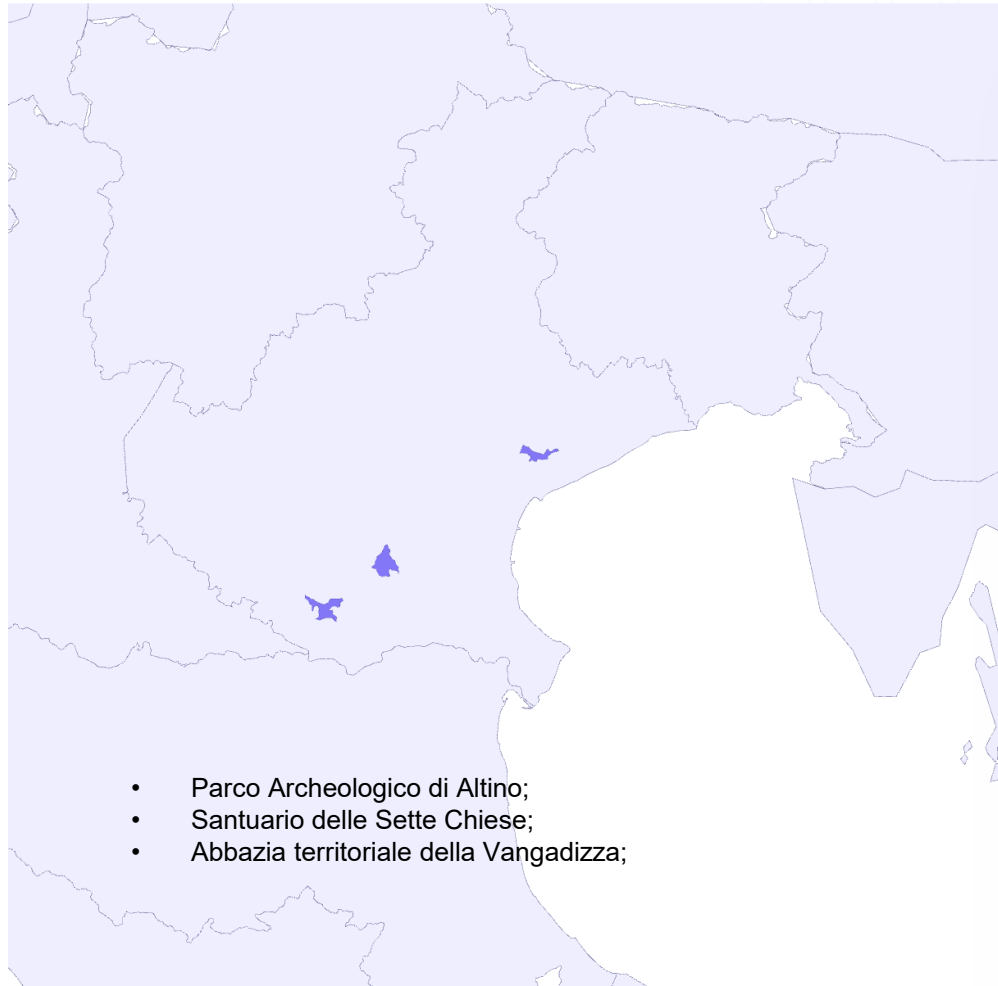 • Parco Archeologico di Altino;
• Santuario delle Sette Chiese;
• Abbazia territoriale della Vangadizza;